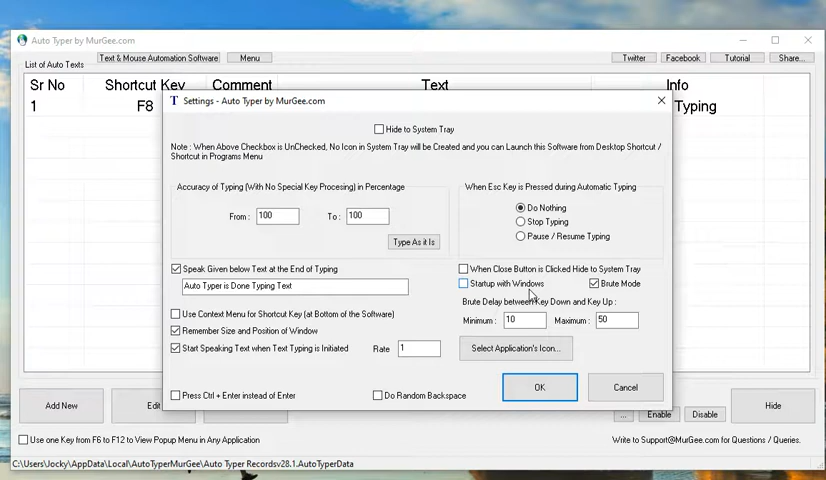 Auto Typer by MurGee.com
List of Auto Texts
Text & Mouse Automation Software
Menu
Twitter
Facebook
Tutorial
Share...
Sr No
Shortcut Key
Comment
Text
Info
1
F8
Typing
T Settings - Auto Typer by MurGee.com
Hide to System Tray
Note : When Above Checkbox is UnChecked, No Icon in System Tray will be Created and you can Launch this Software from Desktop Shortcut /
Shortcut in Programs Menu
Accuracy of Typing (With No Special Key Procesing) in Percentage
From :
100
To :
100
Type As it Is
When Esc Key is Pressed during Automatic Typing
Do Nothing
Stop Typing
Pause / Resume Typing
Speak Given below Text at the End of Typing
Auto Typer is Done Typing Text
When Close Button is Clicked Hide to System Tray
Startup with Windows
Brute Mode
Brute Delay between Key Down and Key Up :
Minimum :
10
Maximum :
50
Use Context Menu for Shortcut Key (at Bottom of the Software)
Remember Size and Position of Window
Start Speaking Text when Text Typing is Initiated
Rate
1
Select Application's Icon...
Press Ctrl + Enter instead of Enter
Do Random Backspace
OK
Cancel
Add New
Edit
...
Enable
Disable
Hide
Use one Key from F6 to F12 to View Popup Menu in Any Application
Write to Support@MurGee.com for Questions / Queries.
C:\Users\Jocky\AppData\Local\AutoTyperMurGee\Auto Typer Recordsv28.1.AutoTyperData